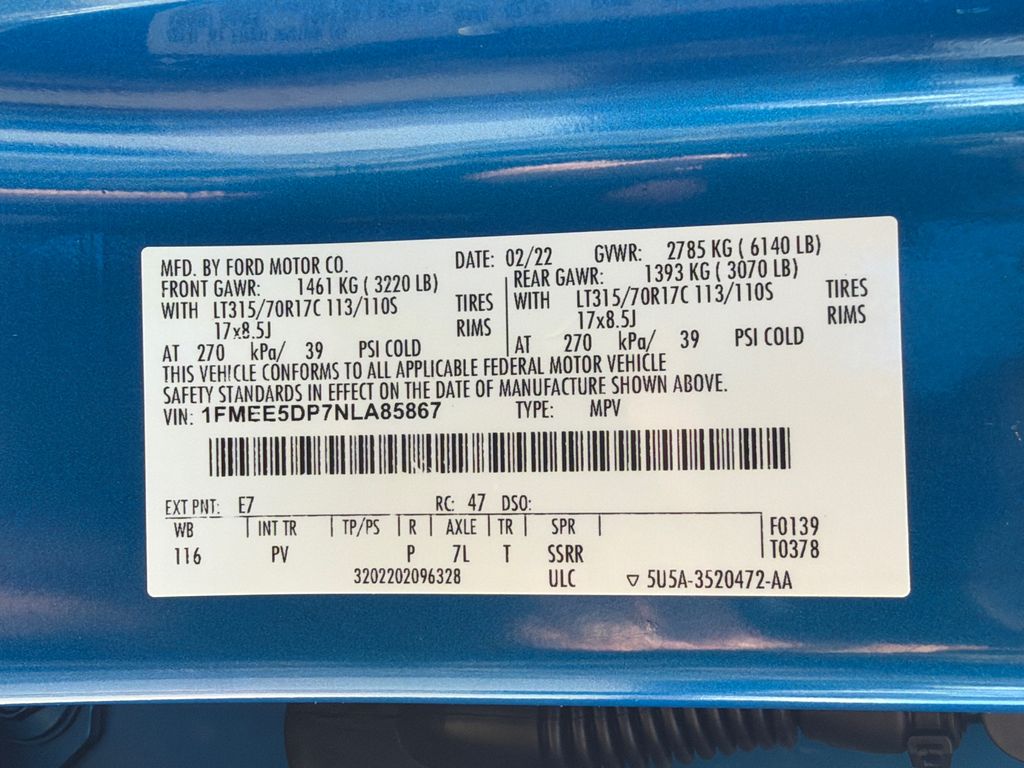 MFD. BY FORD MOTOR CO. DATE: 02/22 GVWR: 2785 KG ( 6140 LB)
FRONT GAWR: 1461 KG ( 3220 LB) REAR GAWR: 1393 KG ( 3070 LB)
WITH LT315/70R17C 113/110S TIRES WITH LT315/70R17C 113/110S TIRES
17x8.5J RIMS 17x8.5J RIMS
AT 270 kPa/ 39 PSI COLD AT 270 kPa/ 39 PSI COLD
THIS VEHICLE CONFORMS TO ALL APPLICABLE FEDERAL MOTOR VEHICLE
SAFETY STANDARDS IN EFFECT ON THE DATE OF MANUFACTURE SHOWN ABOVE.
VIN: 1FMEE5DP7NLA85867 TYPE: MPV
EXT PNT: E7 RC: 47 DSO:
WB INT TR TP/PS R AXLE TR SPR F0139
116 PV P 7L T SSRR T0378
3202202096328 ULC ▽ 5U5A-3520472-AA